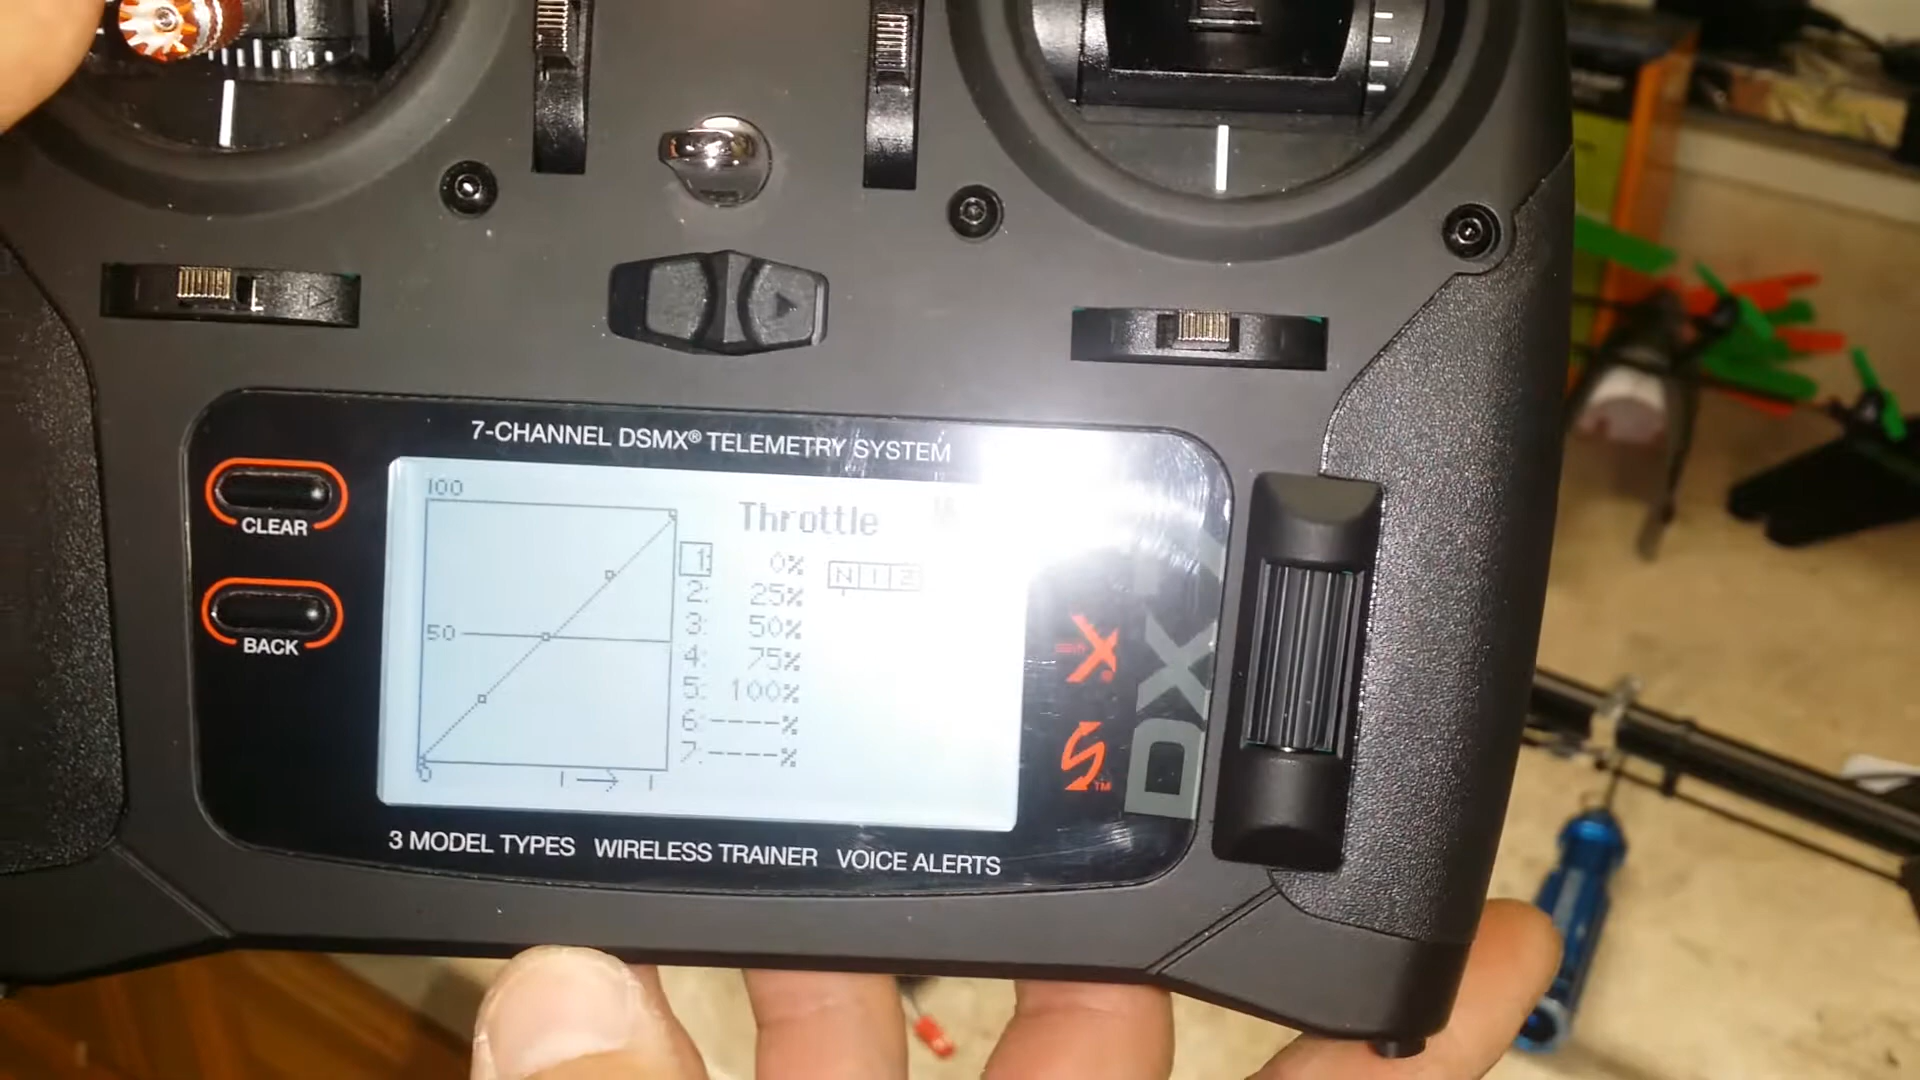 7-CHANNEL DSMX® TELEMETRY SYSTEM
CLEAR
BACK
100
50
0
Throttle
1: 0%
2: 25%
3: 50%
4: 75%
5: 100%
6: ----%
7: ----%
N 1 2
DX7
3 MODEL TYPES WIRELESS TRAINER VOICE ALERTS